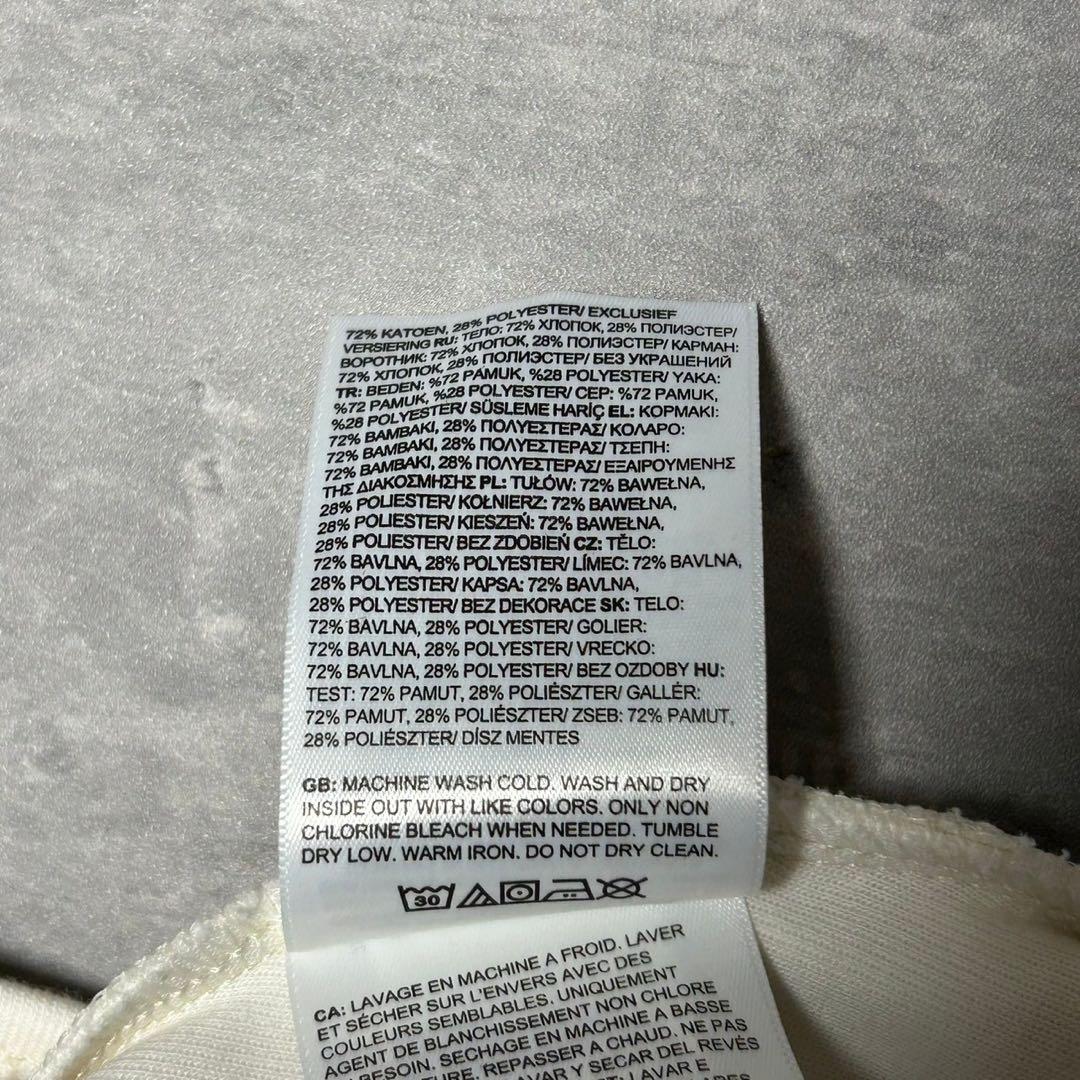 72% KATOEN, 28% POLYESTER/ EXCLUSIEF
VERSIERING RU: ТЕЛО: 72% ХЛОПОК, 28% ПОЛИЭСТЕР/
ВОРОТНИК: 72% ХЛОПОК, 28% ПОЛИЭСТЕР/ КАРМАН:
72% ХЛОПОК, 28% ПОЛИЭСТЕР/ БЕЗ УКРАШЕНИЙ
TR: BEDEN: %72 PAMUK, %28 POLYESTER/ YAKA:
%72 PAMUK, %28 POLYESTER/ CEP: %72 PAMUK,
%28 POLYESTER/ SÜSLEME HARİÇ EL: ΚΟΡΜΑΚΙ:
72% ΒΑΜΒΑΚΙ, 28% ΠΟΛΥΕΣΤΕΡΑΣ/ ΚΟΛΑΡΟ:
72% ΒΑΜΒΑΚΙ, 28% ΠΟΛΥΕΣΤΕΡΑΣ/ ΤΣΕΠΗ:
72% ΒΑΜΒΑΚΙ, 28% ΠΟΛΥΕΣΤΕΡΑΣ/ ΕΞΑΙΡΟΥΜΕΝΗΣ
ΤΗΣ ΔΙΑΚΟΣΜΗΣΗΣ PL: TUŁÓW: 72% BAWEŁNA,
28% POLIESTER/ KOŁNIERZ: 72% BAWEŁNA,
28% POLIESTER/ KIESZEŃ: 72% BAWEŁNA,
28% POLIESTER/ BEZ ZDOBIEŃ CZ: TĚLO:
72% BAVLNA, 28% POLYESTER/ LÍMEC: 72% BAVLNA,
28% POLYESTER/ KAPSA: 72% BAVLNA,
28% POLYESTER/ BEZ DEKORACE SK: TELO:
72% BAVLNA, 28% POLYESTER/ GOLIER:
72% BAVLNA, 28% POLYESTER/ VRECKO:
72% BAVLNA, 28% POLYESTER/ BEZ OZDOBY HU:
TEST: 72% PAMUT, 28% POLIÉSZTER/ GALLÉR:
72% PAMUT, 28% POLIÉSZTER/ ZSEB: 72% PAMUT,
28% POLIÉSZTER/ DÍSZ MENTES
GB: MACHINE WASH COLD. WASH AND DRY
INSIDE OUT WITH LIKE COLORS. ONLY NON
CHLORINE BLEACH WHEN NEEDED. TUMBLE
DRY LOW. WARM IRON. DO NOT DRY CLEAN.
30
CA: LAVAGE EN MACHINE A FROID. LAVER
ET SÉCHER SUR L'ENVERS AVEC DES
COULEURS SEMBLABLES. UNIQUEMENT
AGENT DE BLANCHISSEMENT NON CHLORE
BESOIN. SECHAGE EN MACHINE A BASSE
REPASSER A CHAUD. NE PAS
LAVAR Y SECAR DEL REVÉS
LAVAR E